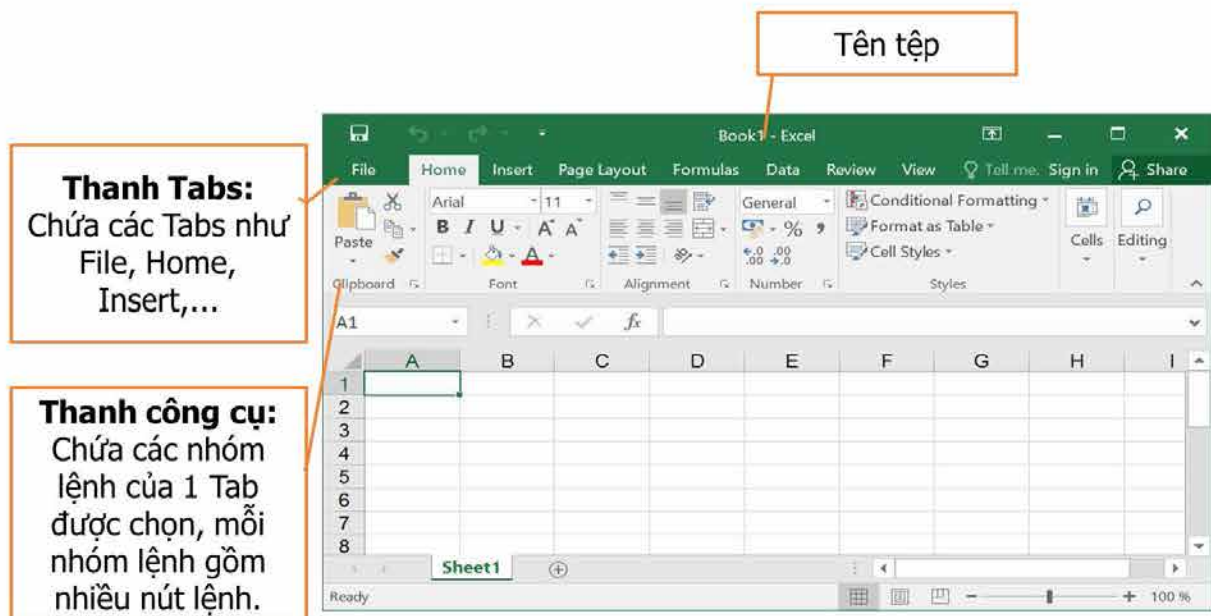 Tên tệp
Thanh Tabs:
Chứa các Tabs như
File, Home,
Insert,...
Thanh công cụ:
Chứa các nhóm
lệnh của 1 Tab
được chọn, mỗi
nhóm lệnh gồm
nhiều nút lệnh.
Book1 - Excel
File Home Insert Page Layout Formulas Data Review View Tell me. Sign in Share
Arial 11 General Conditional Formatting
B I U A A % Format as Table
Paste Cells Editing
A .0 .00 .00 .0 Cell Styles
Clipboard Font Alignment Number Styles
A1 fx
A B C D E F G H I
1
2
3
4
5
6
7
8
Sheet1
Ready 100 %